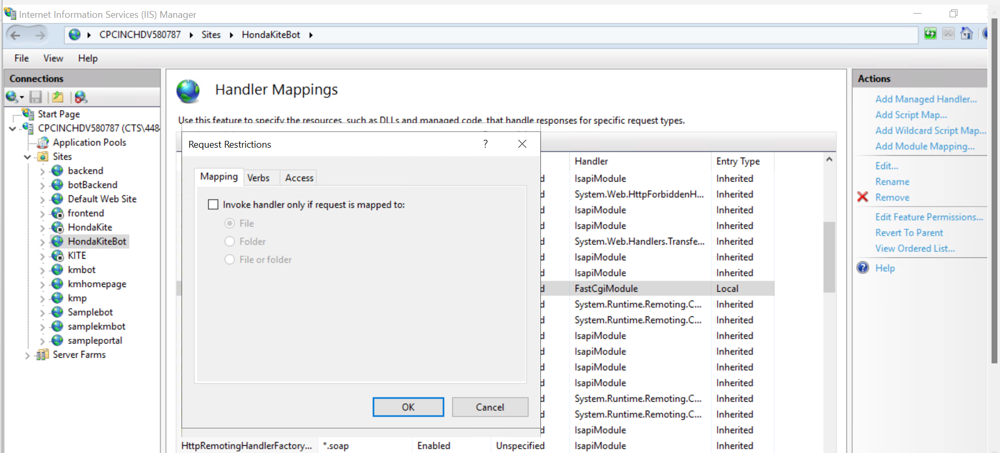 Internet Information Services (IIS) Manager
CPCINCHDV580787 Sites HondaKiteBot
File View Help
Connections
Start Page
CPCINCHDV580787 (CTS\448
Application Pools
Sites
backend
botBackend
Default Web Site
frontend
HondaKite
HondaKiteBot
KITE
kmbot
kmhomepage
kmp
Samplebot
samplekmbot
sampleportal
Server Farms
Handler Mappings
Use this feature to specify the resources, such as DLLs and managed code, that handle responses for specific request types.
Request Restrictions ?
Mapping Verbs Access
Invoke handler only if request is mapped to:
File
Folder
File or folder
OK Cancel
Handler Entry Type
d IsapiModule Inherited
d System.Web.HttpForbiddenH... Inherited
d IsapiModule Inherited
d IsapiModule Inherited
d System.Web.Handlers.Transfe... Inherited
d IsapiModule Inherited
d IsapiModule Inherited
d FastCgiModule Local
d System.Runtime.Remoting.C... Inherited
d System.Runtime.Remoting.C... Inherited
d IsapiModule Inherited
d IsapiModule Inherited
d IsapiModule Inherited
d IsapiModule Inherited
d System.Runtime.Remoting.C... Inherited
d System.Runtime.Remoting.C... Inherited
d IsapiModule Inherited
HttpRemotingHandlerFactory... *.soap Enabled Unspecified IsapiModule Inherited
Actions
Add Managed Handler...
Add Script Map...
Add Wildcard Script Map...
Add Module Mapping...
Edit...
Rename
Remove
Edit Feature Permissions...
Revert To Parent
View Ordered List...
Help